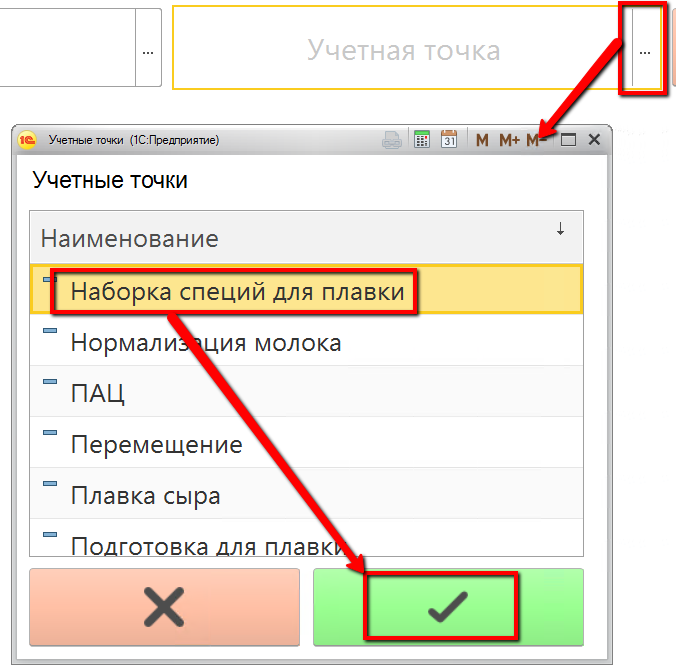 ...
Учетная точка
...
1С Учетные точки (1С:Предприятие)
31 M M+ M-
Учетные точки
Наименование ↓
Наборка специй для плавки
Нормализация молока
ПАЦ
Перемещение
Плавка сыра
Подготовка для плавки